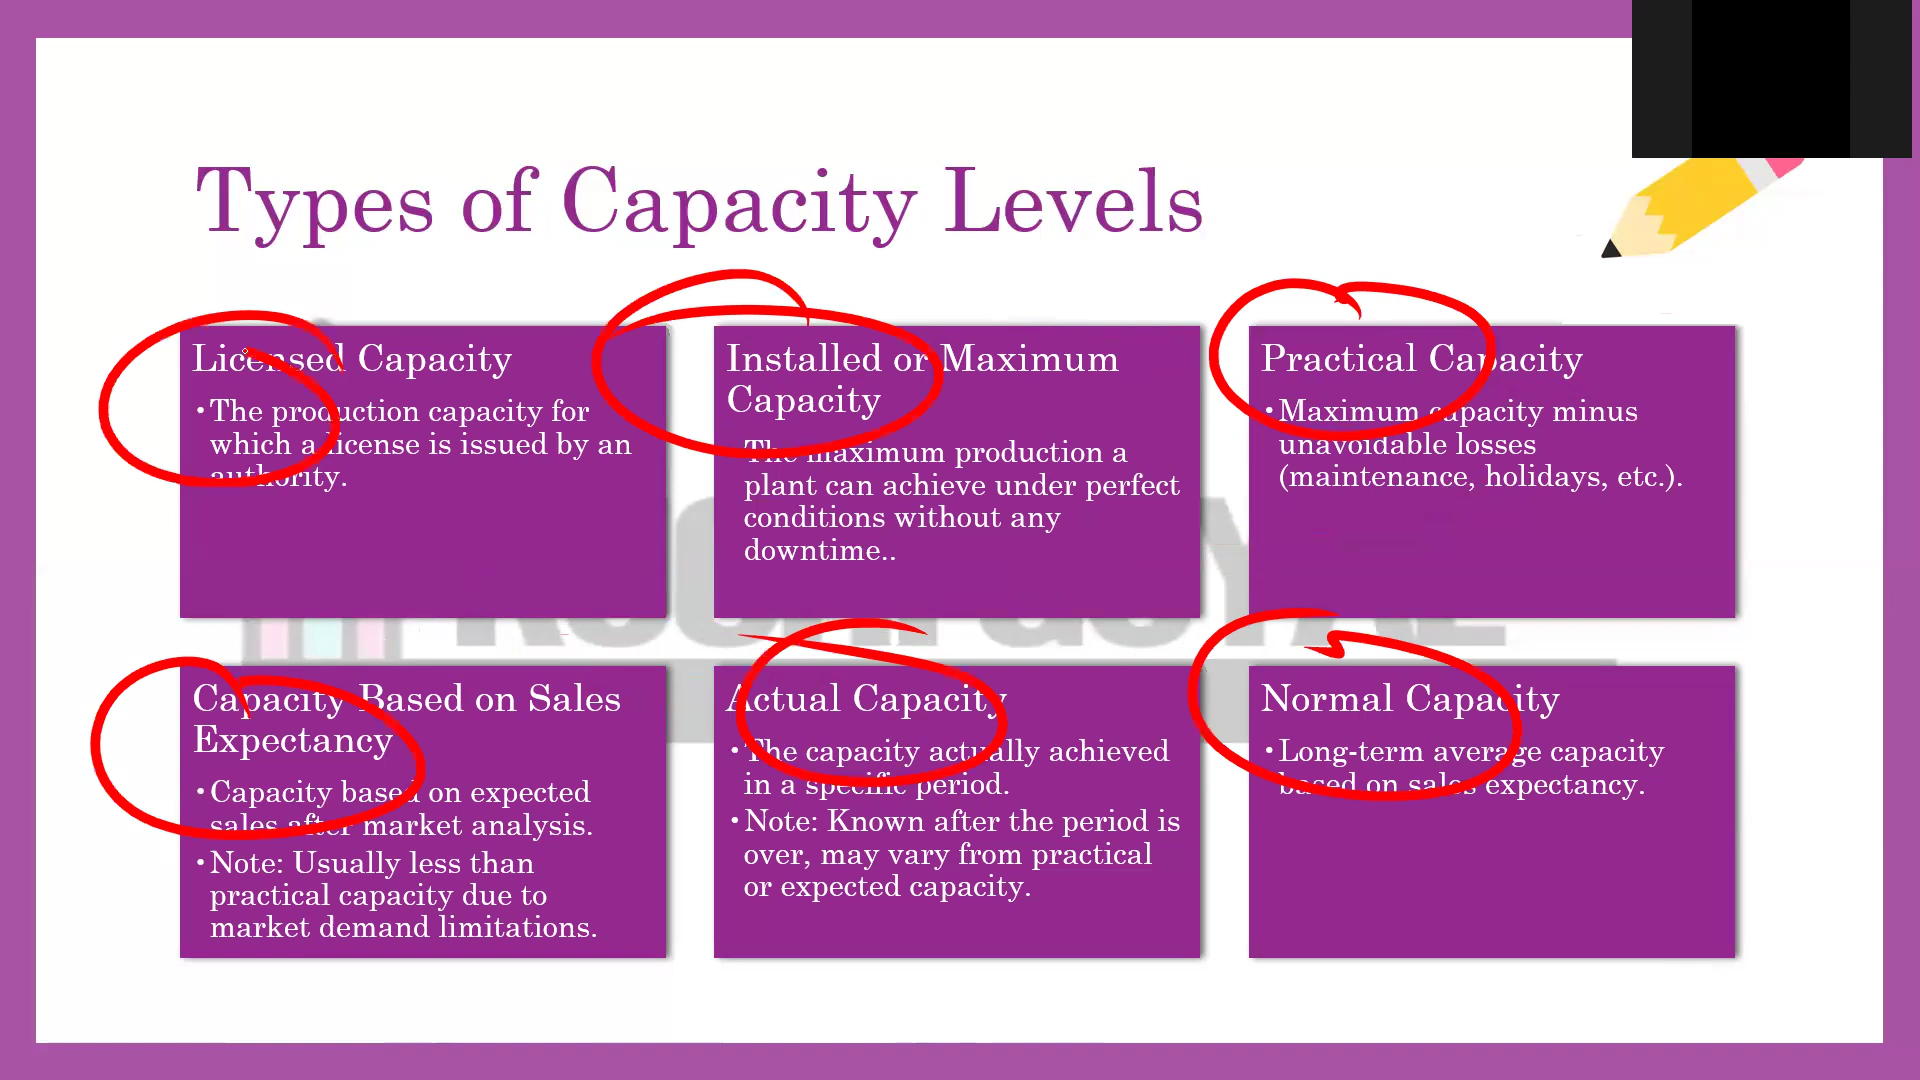 Types of Capacity Levels
Licensed Capacity
•The production capacity for
which a license is issued by an
authority.
Installed or Maximum
Capacity
The maximum production a
plant can achieve under perfect
conditions without any
downtime..
Practical Capacity
•Maximum capacity minus
unavoidable losses
(maintenance, holidays, etc.).
Capacity Based on Sales
Expectancy
•Capacity based on expected
sales after market analysis.
•Note: Usually less than
practical capacity due to
market demand limitations.
Actual Capacity
•The capacity actually achieved
in a specific period.
•Note: Known after the period is
over, may vary from practical
or expected capacity.
Normal Capacity
•Long-term average capacity
based on sales expectancy.